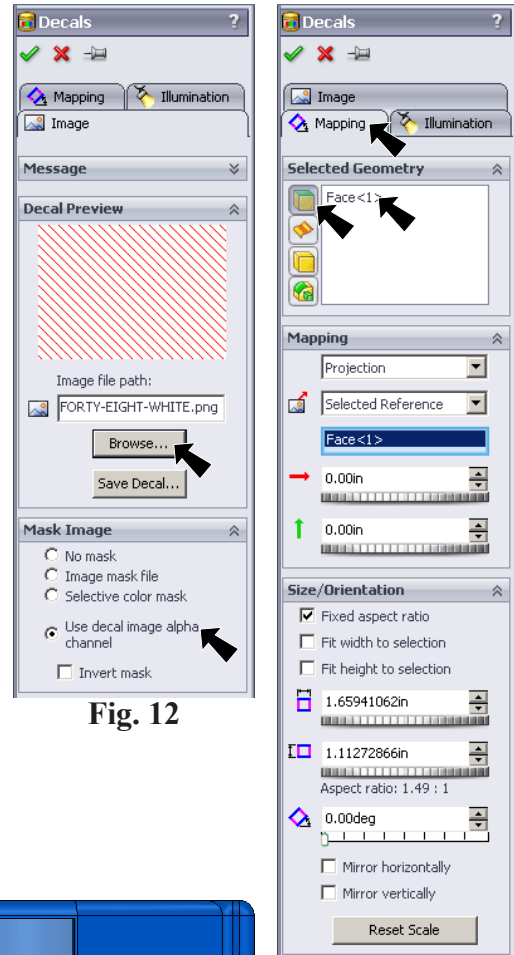 Decals ?
Mapping Illumination
Image
Message
Decal Preview
Image file path:
FORTY-EIGHT-WHITE.png
Browse...
Save Decal...
Mask Image
No mask
Image mask file
Selective color mask
Use decal image alpha
channel
Invert mask
Fig. 12
Decals ?
Image
Mapping Illumination
Selected Geometry
Face<1>
Mapping
Projection
Selected Reference
Face<1>
0.00in
0.00in
Size/Orientation
Fixed aspect ratio
Fit width to selection
Fit height to selection
1.65941062in
1.11272866in
Aspect ratio: 1.49 : 1
0.00deg
Mirror horizontally
Mirror vertically
Reset Scale